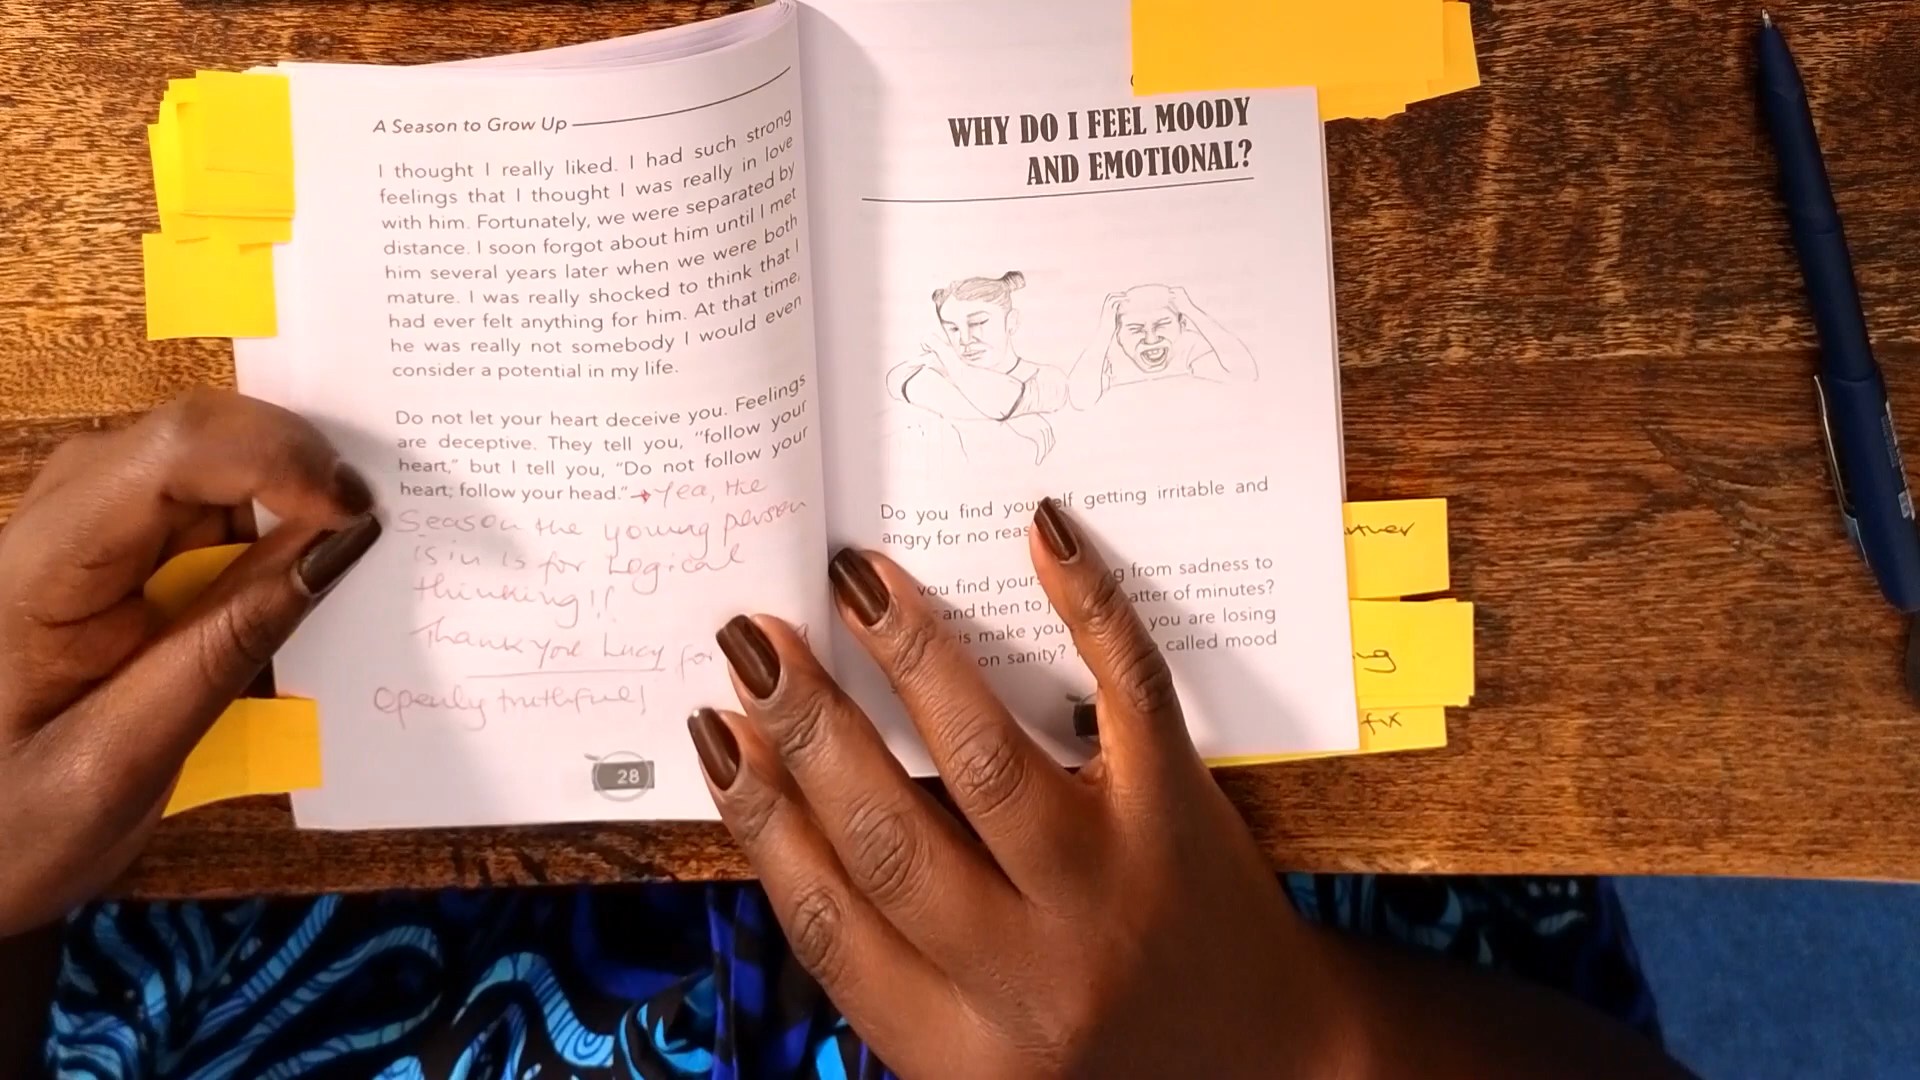 A Season to Grow Up
I thought I really liked. I had such strong
feelings that I thought I was really in love
with him. Fortunately, we were separated by
distance. I soon forgot about him until I met
him several years later when we were both
mature. I was really shocked to think that I
had ever felt anything for him. At that time,
he was really not somebody I would even
consider a potential in my life.
Do not let your heart deceive you. Feelings
are deceptive. They tell you, "follow your
heart," but I tell you, "Do not follow your
heart; follow your head." Yea, the
Season the young person
is in is for Logical
thinking!!
Thank you Lucy for
openly truthful!
28
WHY DO I FEEL MOODY
AND EMOTIONAL?
Do you find yourself getting irritable and
angry for no
you find from sadness to
and then to of minutes?
make you you are losing
on sanity? called mood
fix